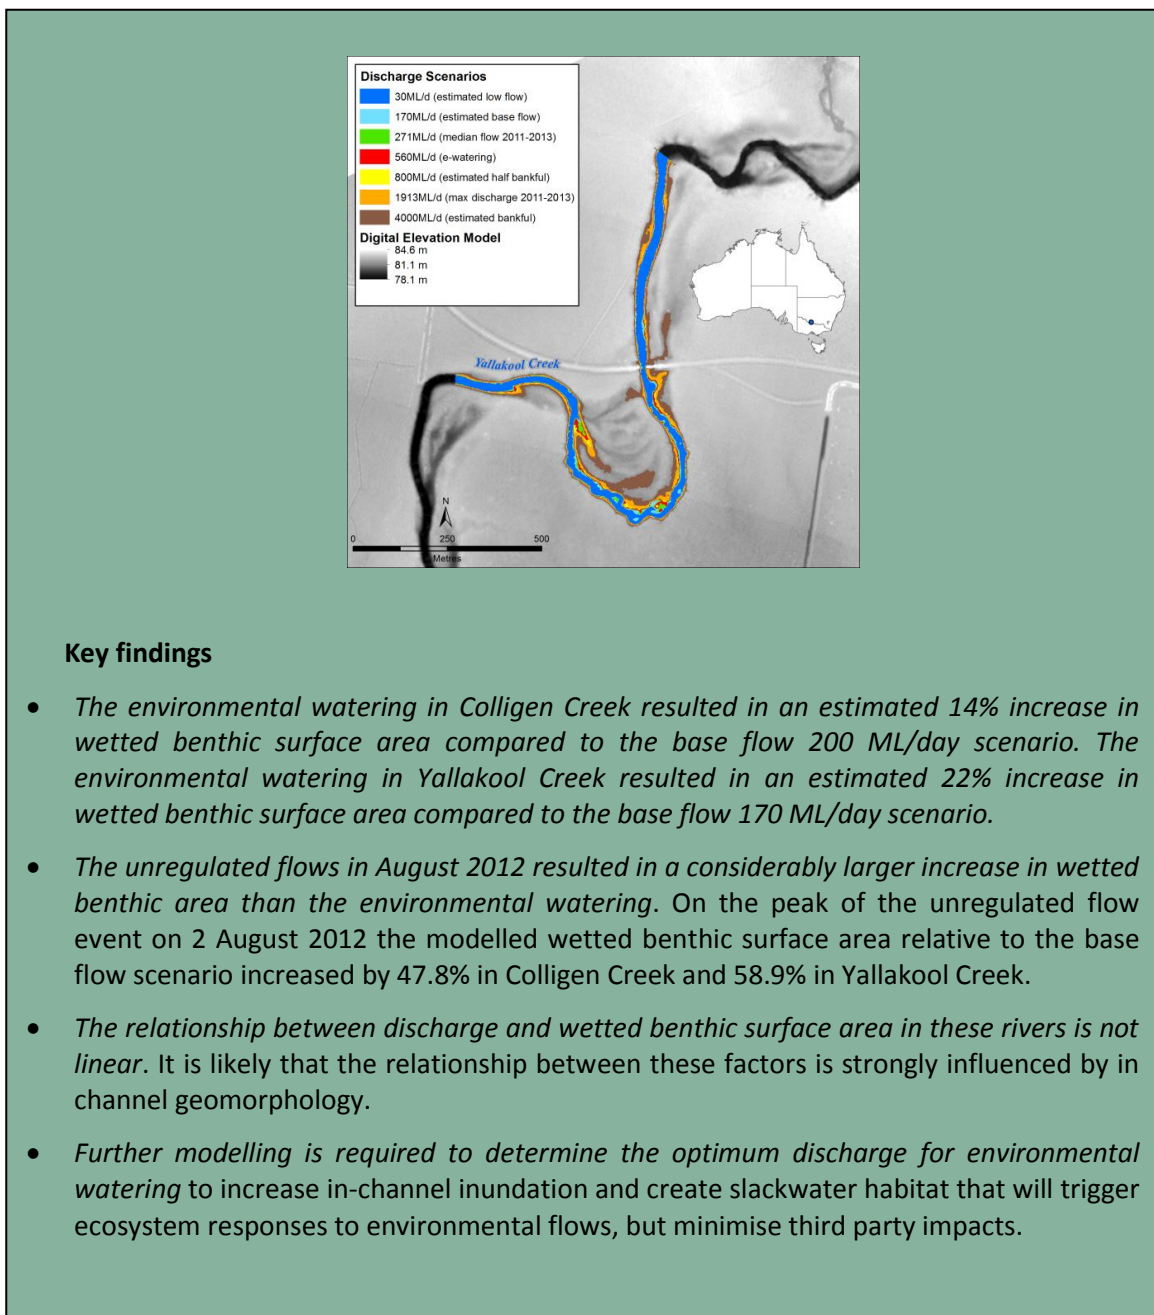 Discharge Scenarios
30ML/d (estimated low flow)
170ML/d (estimated base flow)
271ML/d (median flow 2011-2013)
560ML/d (e-watering)
800ML/d (estimated half bankful)
1913ML/d (max discharge 2011-2013)
4000ML/d (estimated bankful)
Digital Elevation Model
84.6 m
81.1 m
78.1 m
Yallakool Creek
N
0 250 500
Metres
Key findings
• The environmental watering in Colligen Creek resulted in an estimated 14% increase in
wetted benthic surface area compared to the base flow 200 ML/day scenario. The
environmental watering in Yallakool Creek resulted in an estimated 22% increase in
wetted benthic surface area compared to the base flow 170 ML/day scenario.
• The unregulated flows in August 2012 resulted in a considerably larger increase in wetted
benthic area than the environmental watering. On the peak of the unregulated flow
event on 2 August 2012 the modelled wetted benthic surface area relative to the base
flow scenario increased by 47.8% in Colligen Creek and 58.9% in Yallakool Creek.
• The relationship between discharge and wetted benthic surface area in these rivers is not
linear. It is likely that the relationship between these factors is strongly influenced by in
channel geomorphology.
• Further modelling is required to determine the optimum discharge for environmental
watering to increase in-channel inundation and create slackwater habitat that will trigger
ecosystem responses to environmental flows, but minimise third party impacts.